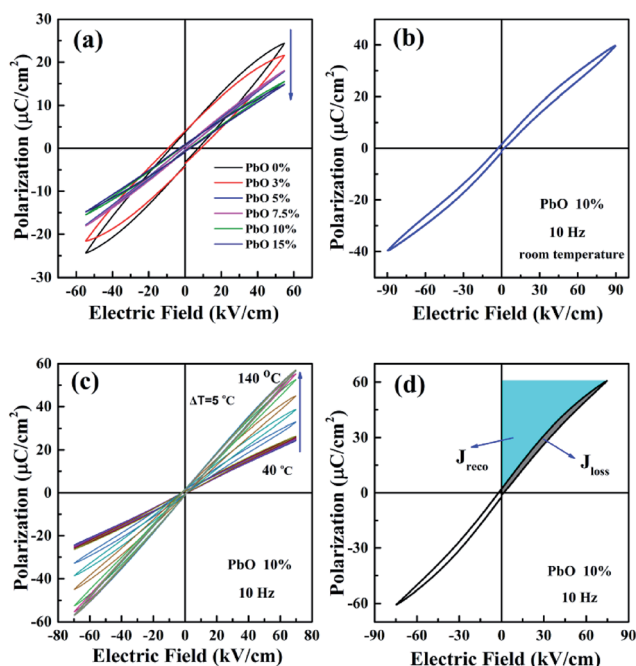 (a)
Polarization (μC/cm²)
30
20
10
0
-10
-20
-30
PbO 0%
PbO 3%
PbO 5%
PbO 7.5%
PbO 10%
PbO 15%
-60 -40 -20 0 20 40 60
Electric Field (kV/cm)
(b)
Polarization (μC/cm²)
40
20
0
-20
-40
PbO 10%
10 Hz
room temperature
-90 -60 -30 0 30 60 90
Electric Field (kV/cm)
(c)
Polarization (μC/cm²)
60
40
20
0
-20
-40
-60
140 °C
ΔT=5 °C
40 °C
PbO 10%
10 Hz
-80 -60 -40 -20 0 20 40 60 80
Electric Field (kV/cm)
(d)
Polarization (μC/cm²)
60
30
0
-30
-60
J_reco
J_loss
PbO 10%
10 Hz
-90 -60 -30 0 30 60 90
Electric Field (kV/cm)